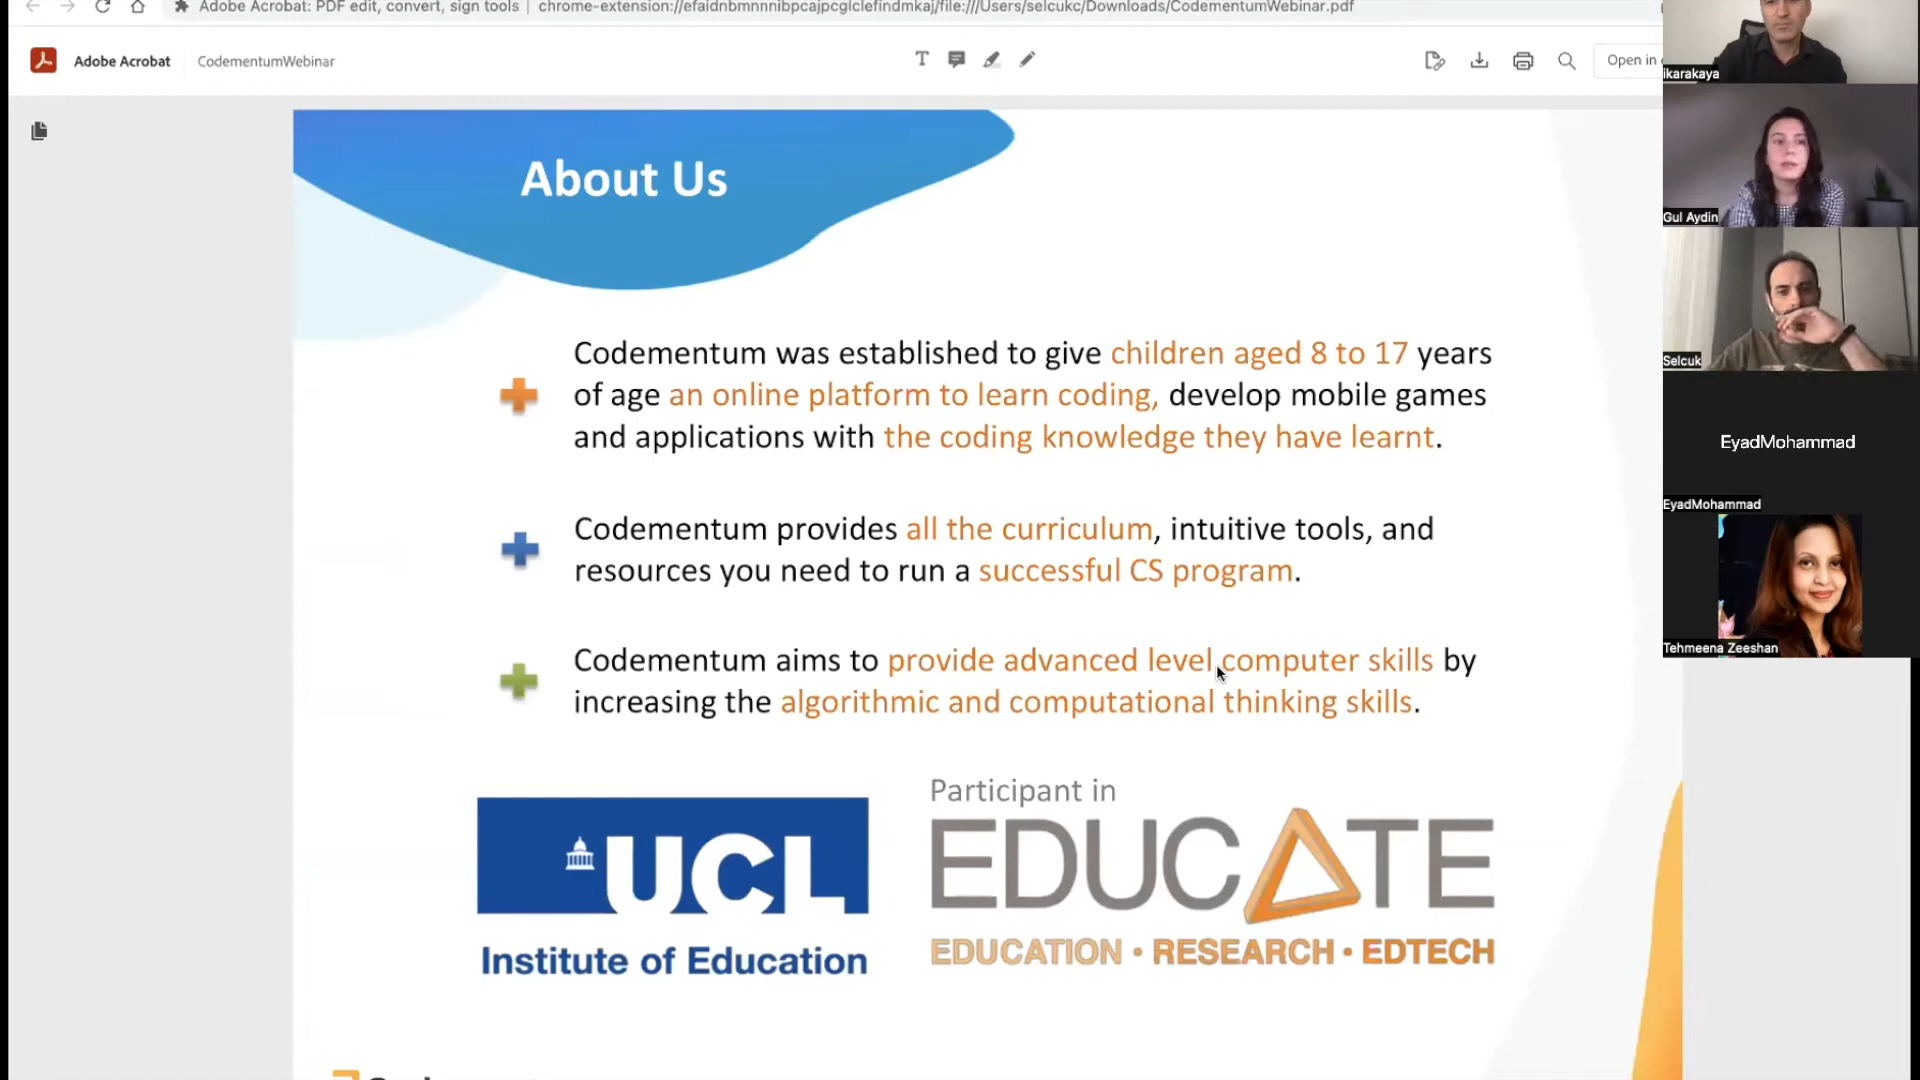 Adobe Acrobat: PDF edit, convert, sign tools | chrome-extension://efaidnbmnnnibpcajpcglclefindmkaj/file:///Users/selcukc/Downloads/CodementumWebinar.pdf
Adobe Acrobat
CodementumWebinar
Open in
ikarakaya
Gul Aydin
Selcuk
EyadMohammad
EyadMohammad
Tehmeena Zeeshan
About Us
Codementum was established to give children aged 8 to 17 years
of age an online platform to learn coding, develop mobile games
and applications with the coding knowledge they have learnt.
Codementum provides all the curriculum, intuitive tools, and
resources you need to run a successful CS program.
Codementum aims to provide advanced level computer skills by
increasing the algorithmic and computational thinking skills.
UCL
Institute of Education
Participant in
EDUCATE
EDUCATION • RESEARCH • EDTECH